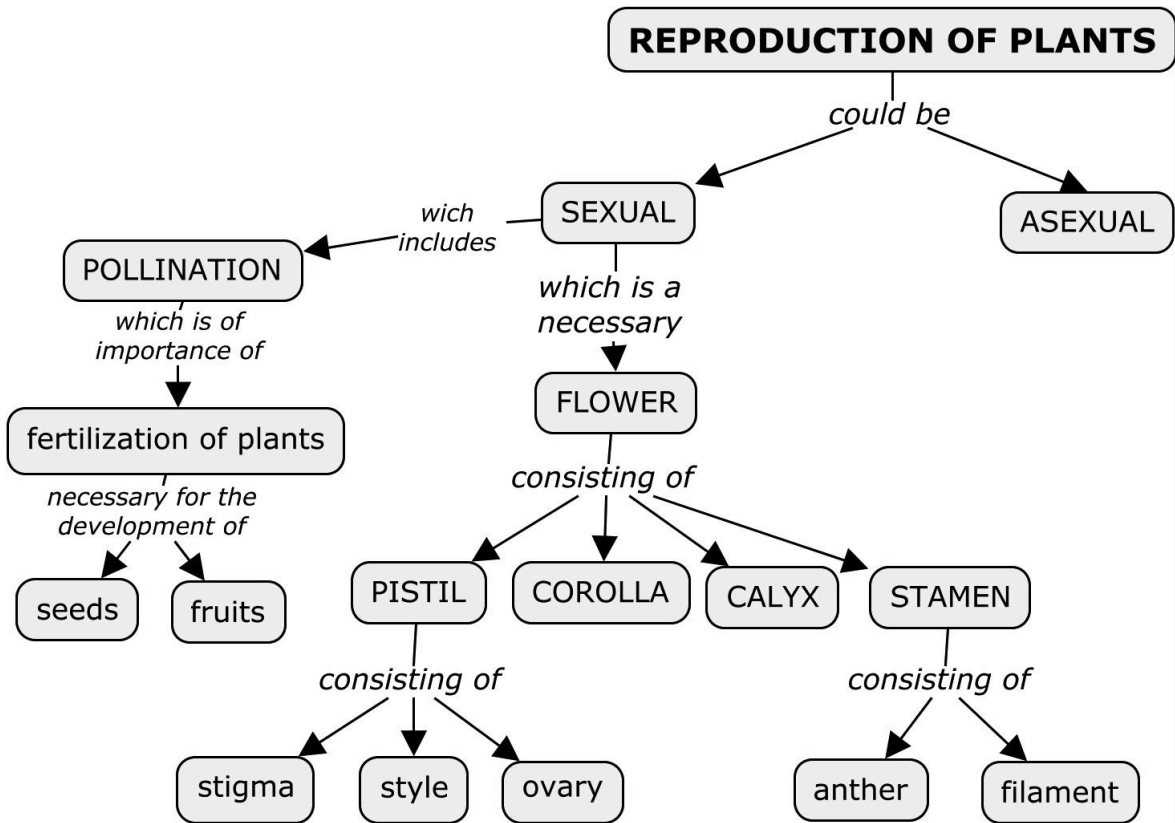 REPRODUCTION OF PLANTS
could be
SEXUAL
ASEXUAL
wich
includes
POLLINATION
which is a
necessary
which is of
importance of
FLOWER
fertilization of plants
consisting of
necessary for the
development of
PISTIL
COROLLA
CALYX
STAMEN
seeds
fruits
consisting of
consisting of
stigma
style
ovary
anther
filament